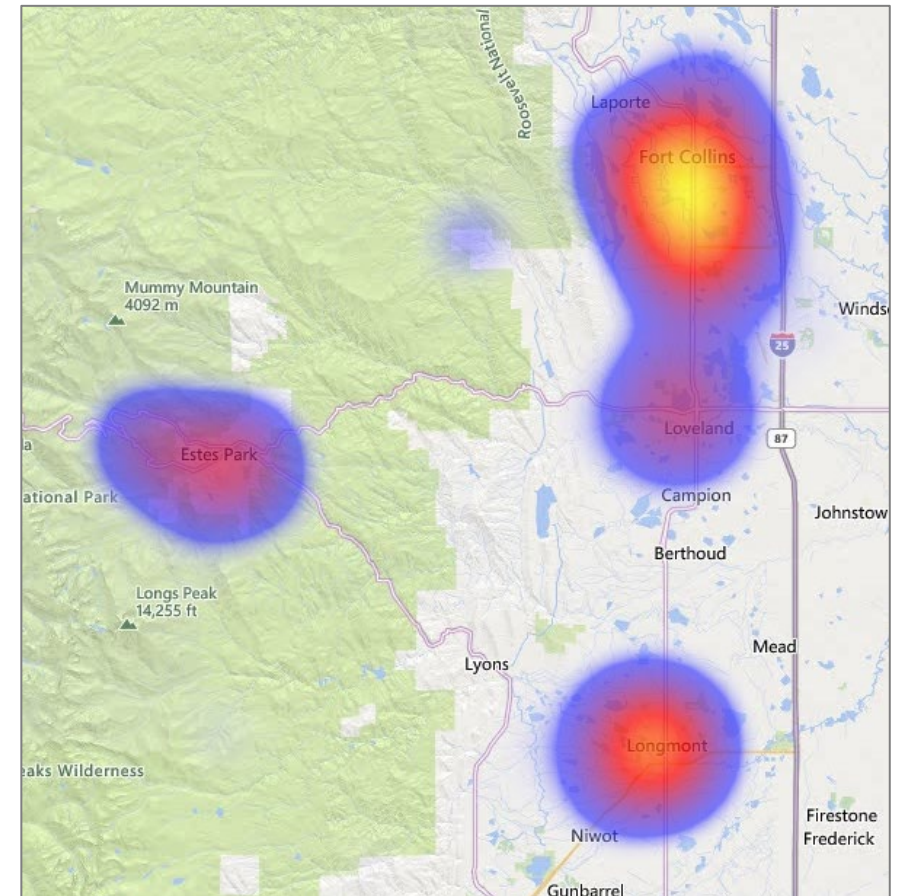 Roosevelt National
Laporte
Fort Collins
Mummy Mountain
4092 m
Winds
25
Loveland
87
a
Estes Park
ational Park
Campion
Johnstow
Berthoud
Longs Peak
14,255 ft
Mead
Lyons
Longmont
eaks Wilderness
Firestone
Frederick
Niwot
Gunbarrel